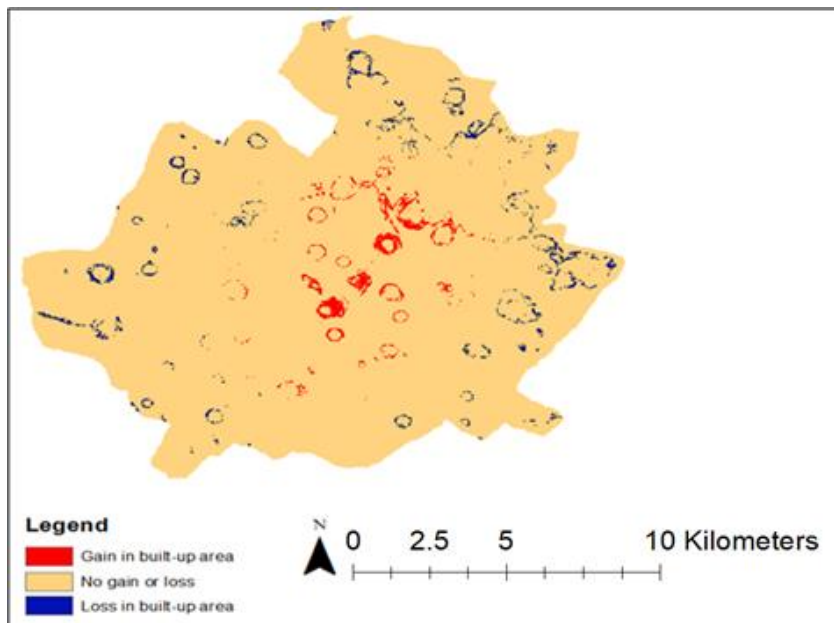 Legend
Gain in built-up area
No gain or loss
Loss in built-up area
N
0 2.5 5 10 Kilometers